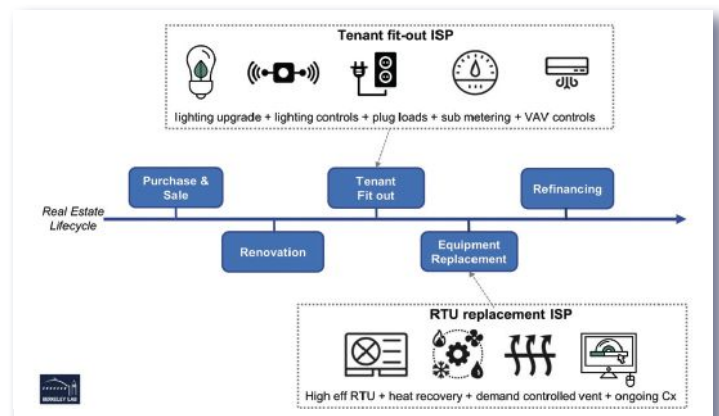 Tenant fit-out ISP
lighting upgrade + lighting controls + plug loads + sub metering + VAV controls
Purchase &
Sale
Tenant
Fit out
Refinancing
Real Estate
Lifecycle
Renovation
Equipment
Replacement
RTU replacement ISP
High eff RTU + heat recovery + demand controlled vent + ongoing Cx
BERKELEY LAB